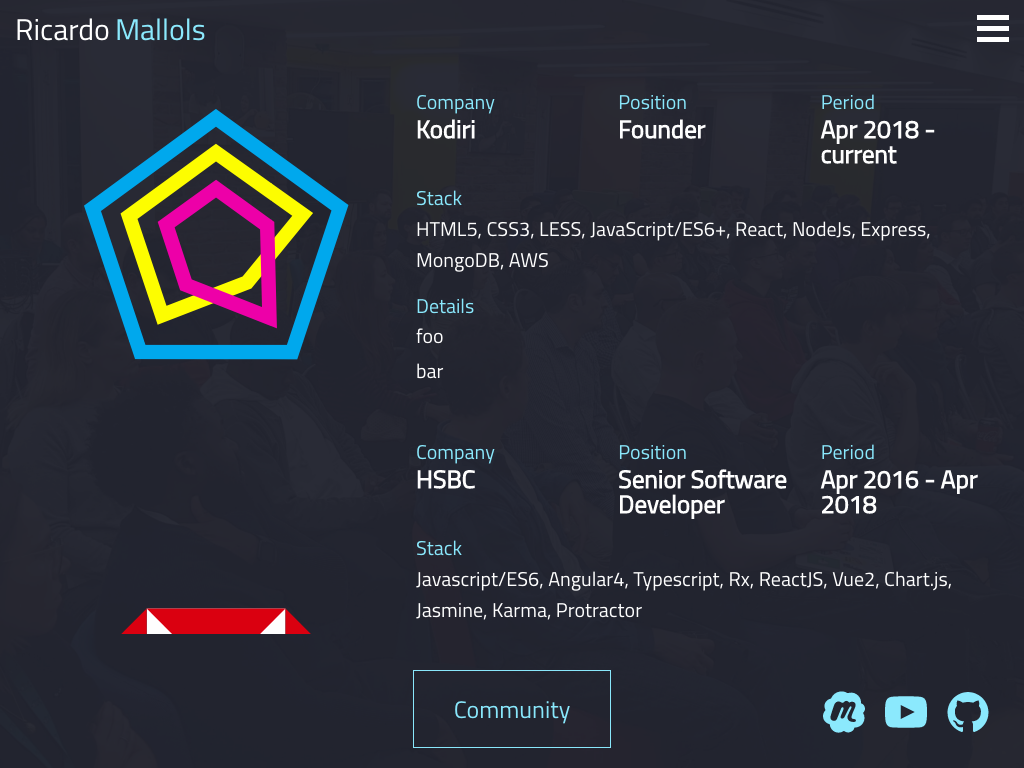 Ricardo Mallols
Company Position Period
Kodiri Founder Apr 2018 -
current
Stack
HTML5, CSS3, LESS, JavaScript/ES6+, React, NodeJs, Express,
MongoDB, AWS
Details
foo
bar
Company Position Period
HSBC Senior Software Apr 2016 - Apr
Developer 2018
Stack
Javascript/ES6, Angular4, Typescript, Rx, ReactJS, Vue2, Chart.js,
Jasmine, Karma, Protractor
Community